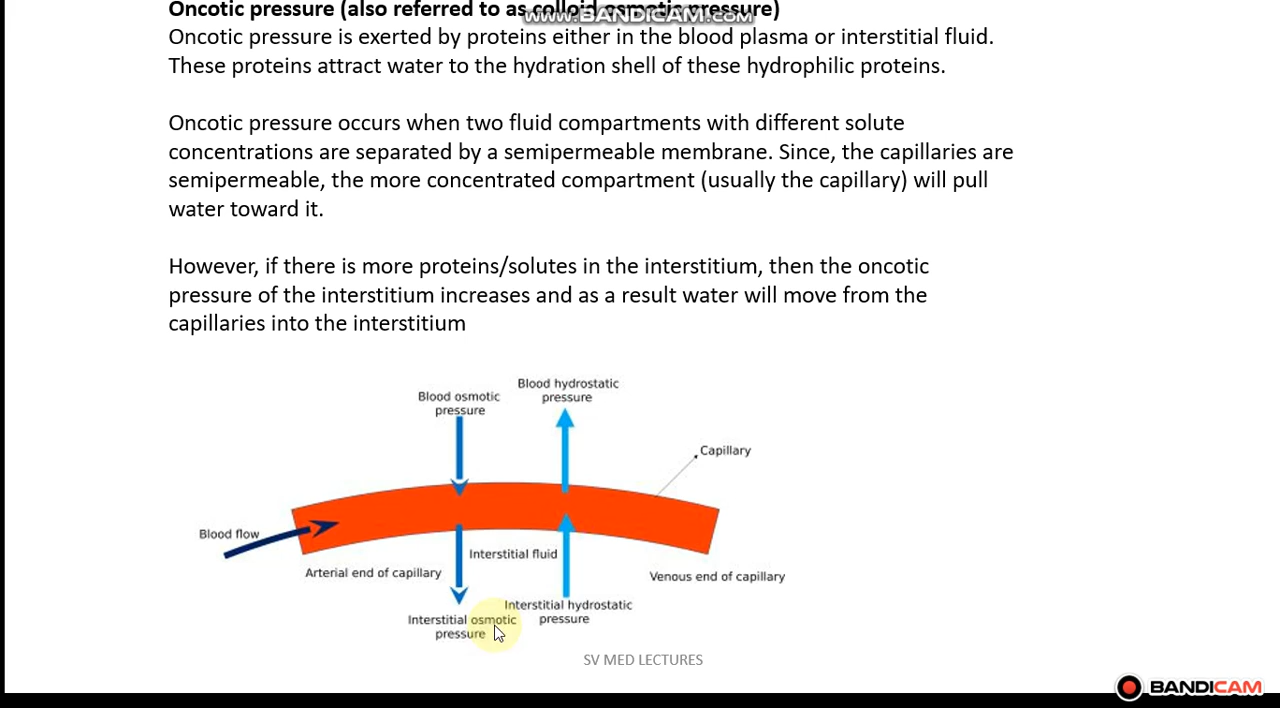 Oncotic pressure (also referred to as colloid osmotic pressure)
www.BANDICAM.com
Oncotic pressure is exerted by proteins either in the blood plasma or interstitial fluid.
These proteins attract water to the hydration shell of these hydrophilic proteins.
Oncotic pressure occurs when two fluid compartments with different solute
concentrations are separated by a semipermeable membrane. Since, the capillaries are
semipermeable, the more concentrated compartment (usually the capillary) will pull
water toward it.
However, if there is more proteins/solutes in the interstitium, then the oncotic
pressure of the interstitium increases and as a result water will move from the
capillaries into the interstitium
Blood osmotic
pressure
Blood hydrostatic
pressure
Capillary
Blood flow
Interstitial fluid
Arterial end of capillary
Venous end of capillary
Interstitial osmotic
pressure
Interstitial hydrostatic
pressure
SV MED LECTURES
BANDICAM